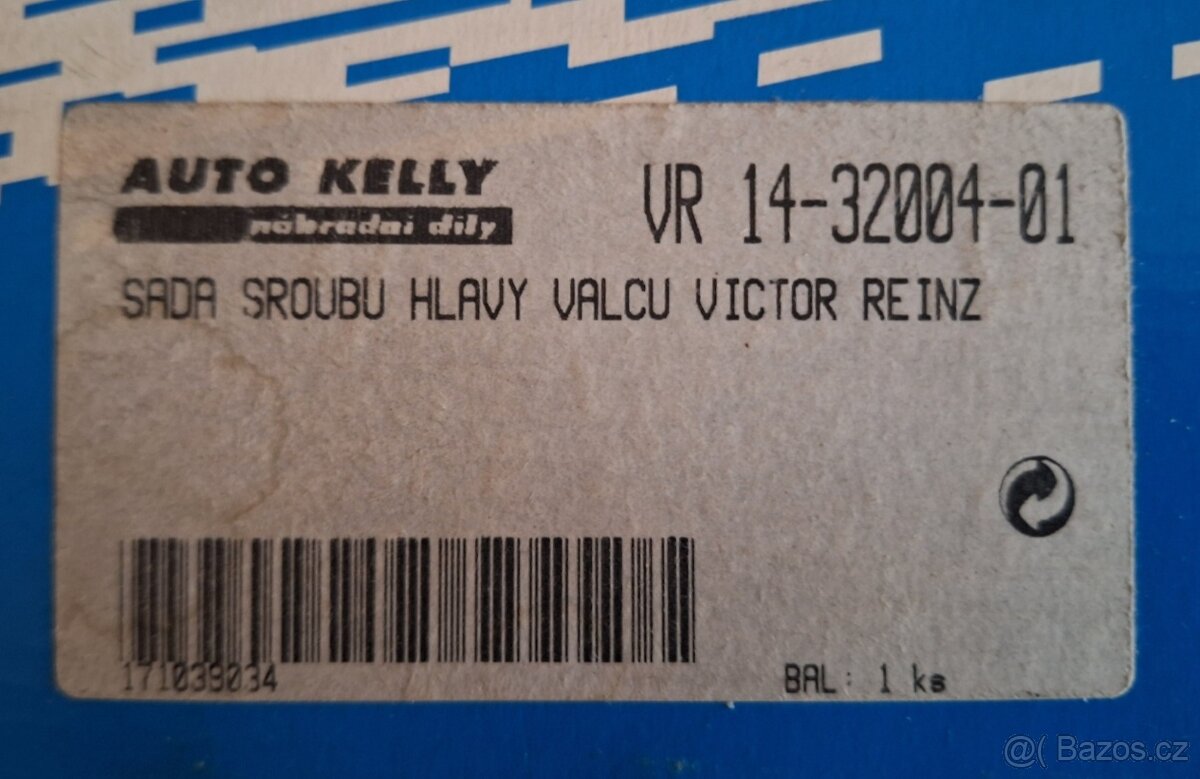 AUTO KELLY
náhradní díly
VR 14-32004-01
SADA SROUBU HLAVY VALCU VICTOR REINZ
171039034
BAL: 1 ks
@( Bazos.cz